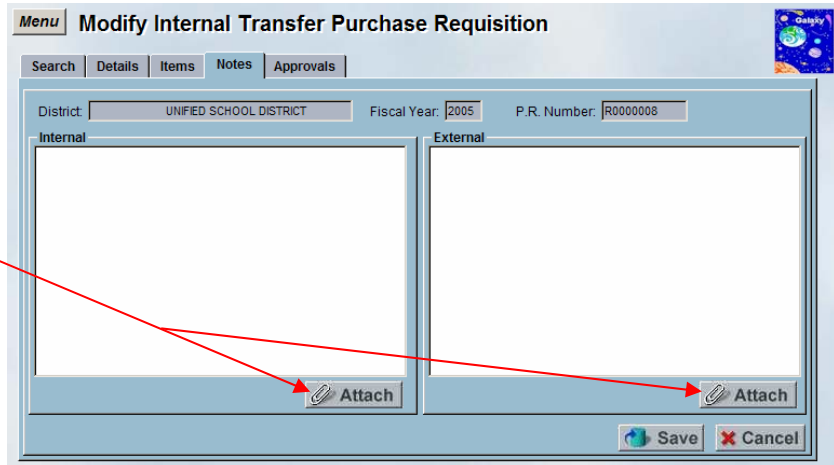 Menu Modify Internal Transfer Purchase Requisition
Galaxy
Search Details Items Notes Approvals
District: UNIFIED SCHOOL DISTRICT Fiscal Year: 2005 P.R. Number: R0000008
Internal External
Attach Attach
Save Cancel